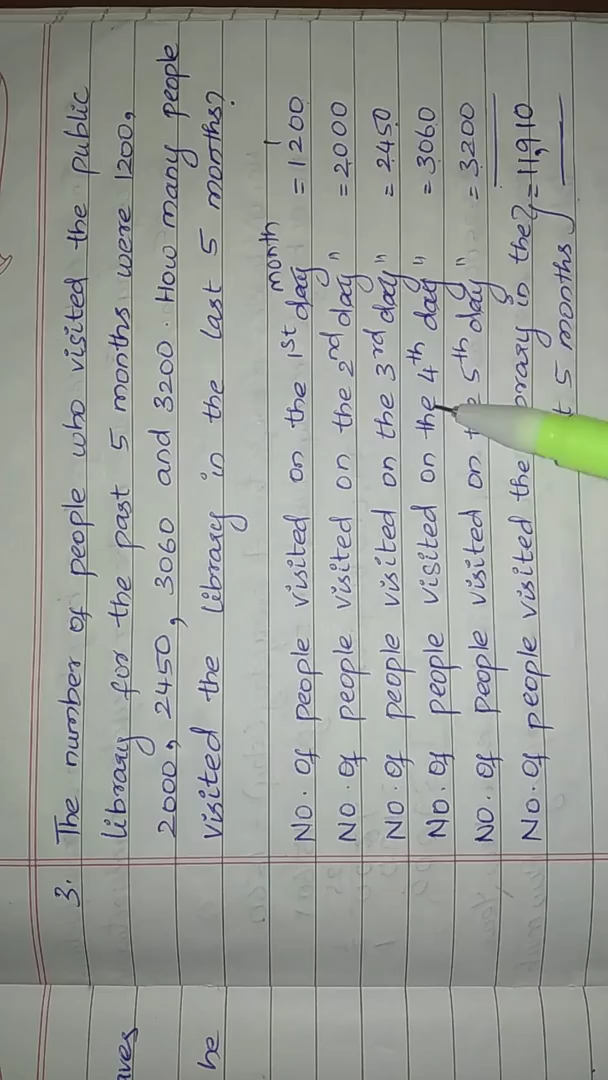 3. The number of people who visited the public
library for the past 5 months were 1200,
2000, 2450, 3060 and 3200. How many people
visited the library in the last 5 months?
month
No. of people visited on the 1st day = 1200
No. of people visited on the 2nd day " = 2000
No. of people visited on the 3rd day " = 2450
No. of people visited on the 4th day " = 3060
No. of people visited on 5th day " = 3200
No. of people visited the in the } = 11,910
5 months
aves
be